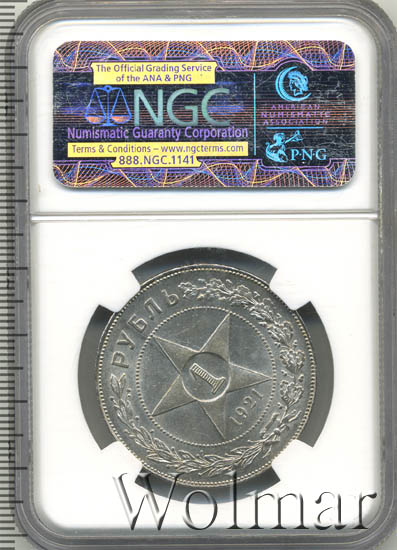 The Official Grading Service
of the ANA & PNG
NGC
Numismatic Guaranty Corporation
Terms & Conditions – www.ngcterms.com
888.NGC.1141
AMERICAN
NUMISMATIC
ASSOCIATION
PNG
РУБЛЬ
1
1921
Wolmar